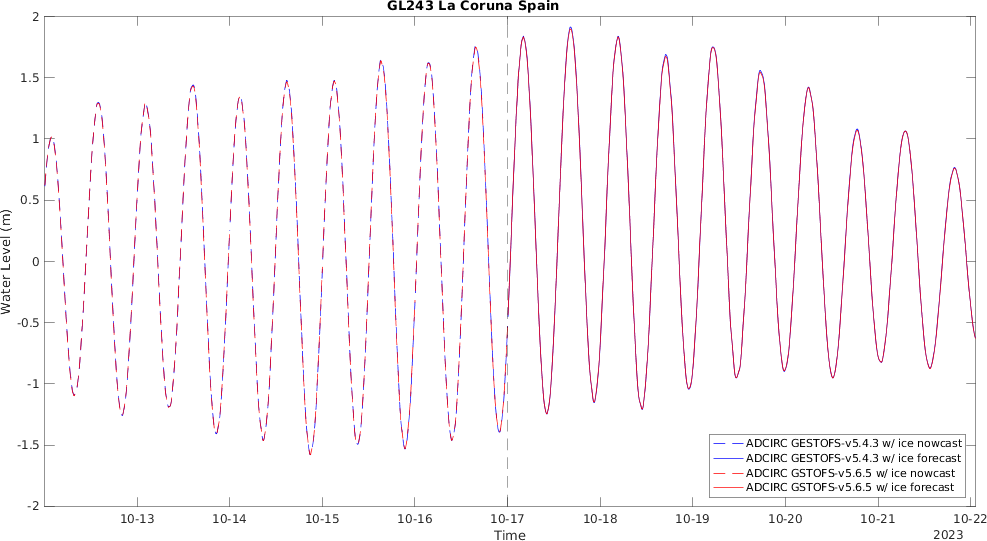 GL243 La Coruna Spain
2
1.5
1
0.5
0
-0.5
-1
-1.5
-2
Water Level (m)
10-13 10-14 10-15 10-16 10-17 10-18 10-19 10-20 10-21 10-22
Time
2023
ADCIRC GESTOFS-v5.4.3 w/ ice nowcast
ADCIRC GESTOFS-v5.4.3 w/ ice forecast
ADCIRC GSTOFS-v5.6.5 w/ ice nowcast
ADCIRC GSTOFS-v5.6.5 w/ ice forecast